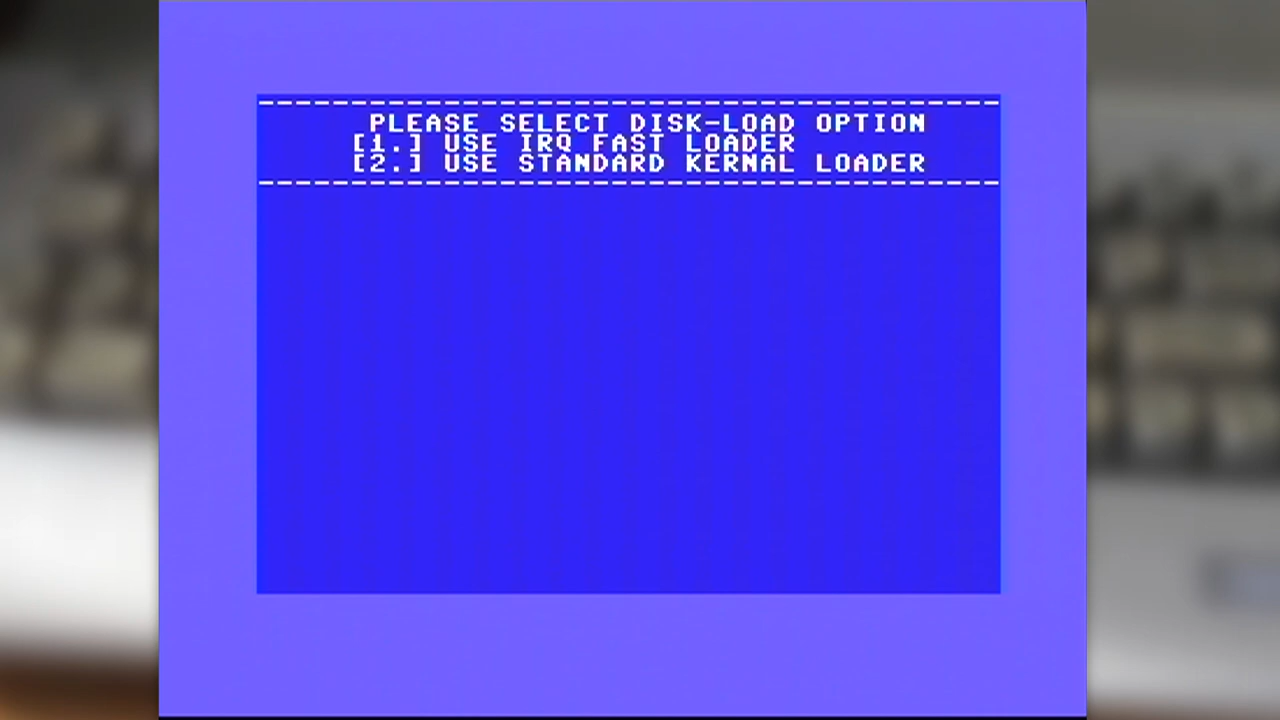 ----------------------------------------
PLEASE SELECT DISK-LOAD OPTION
[1.] USE IRQ FAST LOADER
[2.] USE STANDARD KERNAL LOADER
----------------------------------------